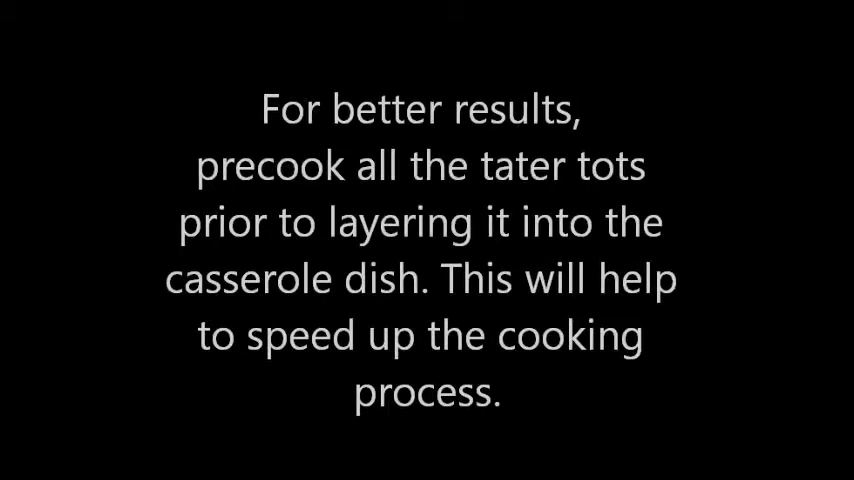 For better results,
precook all the tater tots
prior to layering it into the
casserole dish. This will help
to speed up the cooking
process.